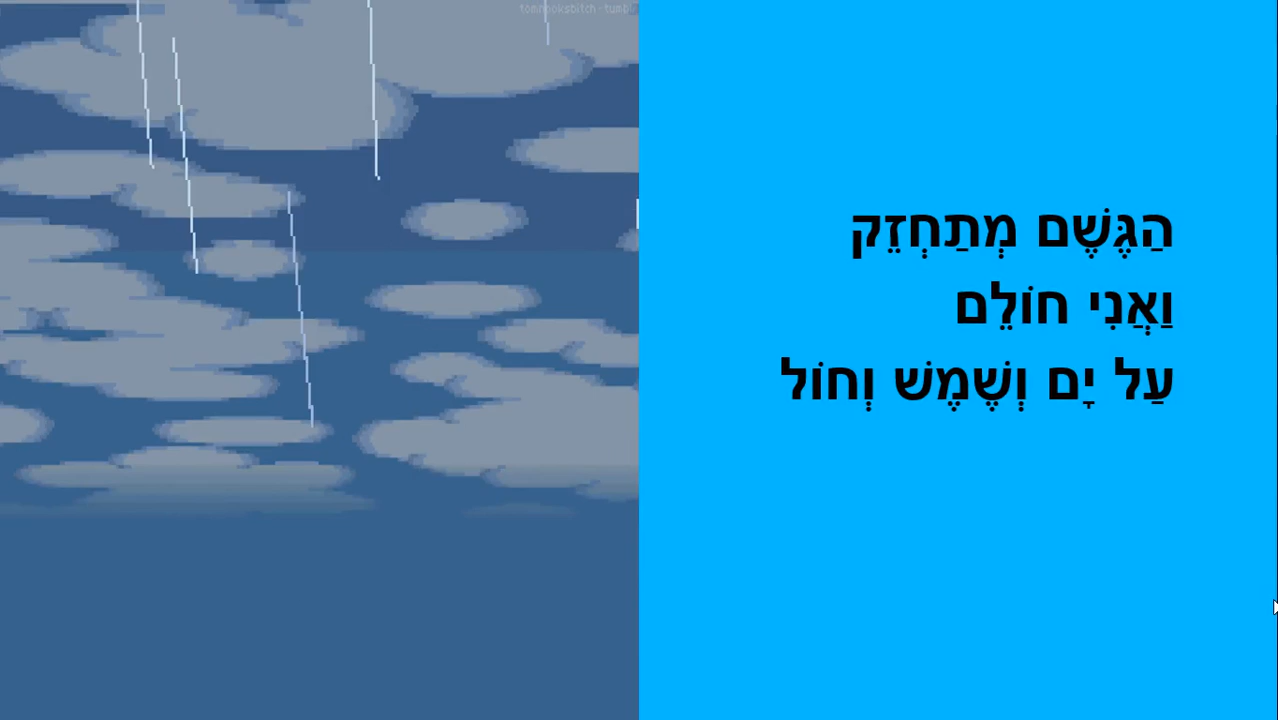 הַגֶּשֶׁם מְתַחְזֵק
וַאֲנִי חוֹלֵם
עַל יָם וְשֶׁמֶשׁ וְחוֹל